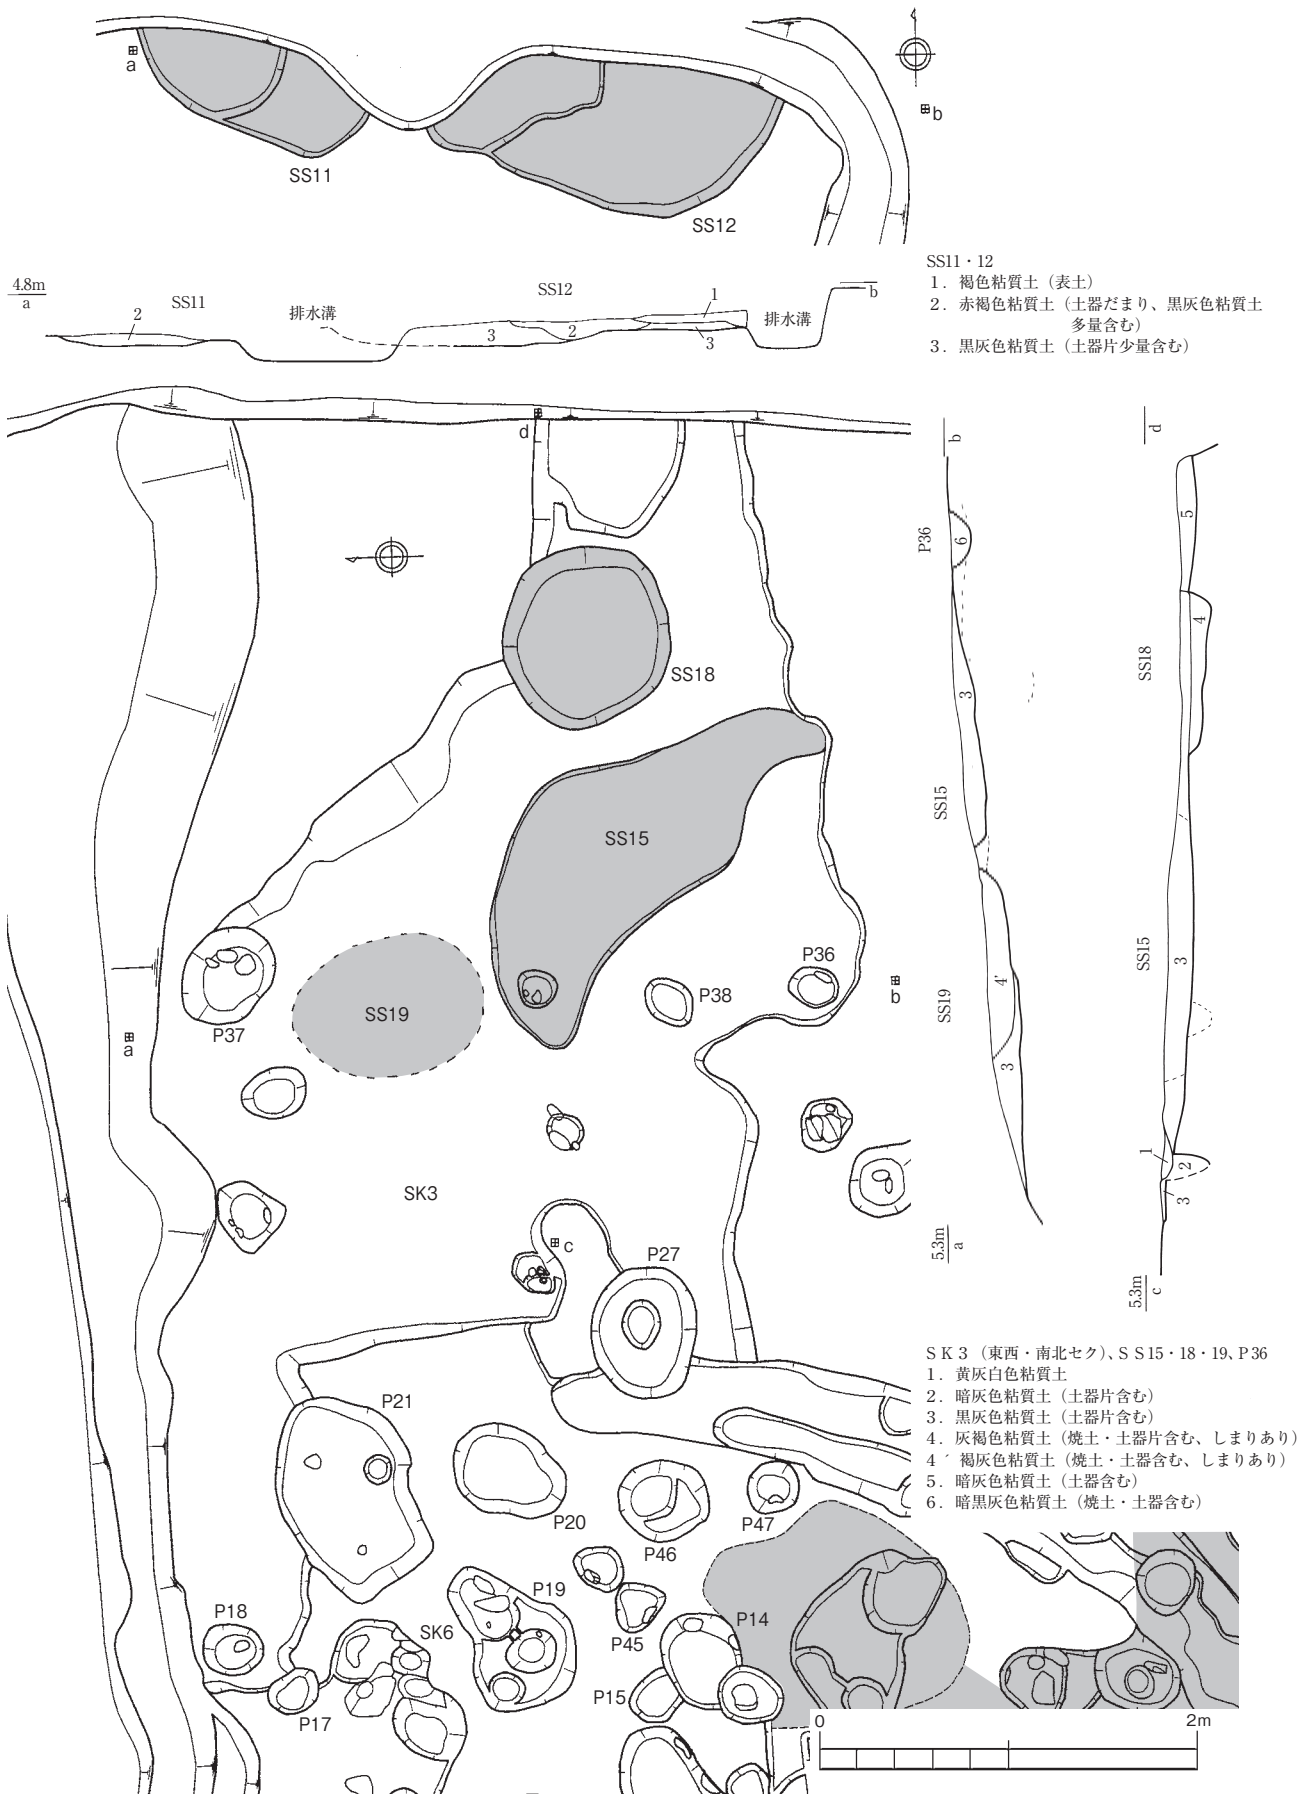 a
b
SS11
SS12
SS11・12
1．褐色粘質土（表土）
2．赤褐色粘質土（土器だまり、黒灰色粘質土
多量含む）
3．黒灰色粘質土（土器片少量含む）
4.8m
a
SS11
2
排水溝
SS12
3
2
1
3
排水溝
b
d
SS18
SS15
SS19
P37
P38
P36
a
b
SK3
c
P27
P21
P20
P46
P47
P19
P45
P14
P15
P18
SK6
P17
b
P36
6
3
SS15
4′
SS19
3
5.3m
a
d
5
4
SS18
3
SS15
1
2
3
5.3m
c
ＳＫ３（東西・南北セク）、ＳＳ15・18・19、P36
1．黄灰白色粘質土
2．暗灰色粘質土（土器片含む）
3．黒灰色粘質土（土器片含む）
4．灰褐色粘質土（焼土・土器片含む、しまりあり）
4´ 褐灰色粘質土（焼土・土器含む、しまりあり）
5．暗灰色粘質土（土器含む）
6．暗黒灰色粘質土（焼土・土器含む）
0
2m